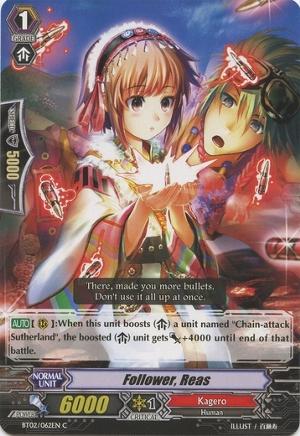 1
GRADE
5000
There, made you more bullets.
Don't use it all up at once.
AUTO [ ]:When this unit boosts ( ) a unit named "Chain-attack
Sutherland", the boosted ( ) unit gets +4000 until end of that
battle.
NORMAL
UNIT
Follower, Reas
POWER
6000
1
CRITICAL
Kagero
Human
BT02/062EN C
ILLUST / 百瀬寿